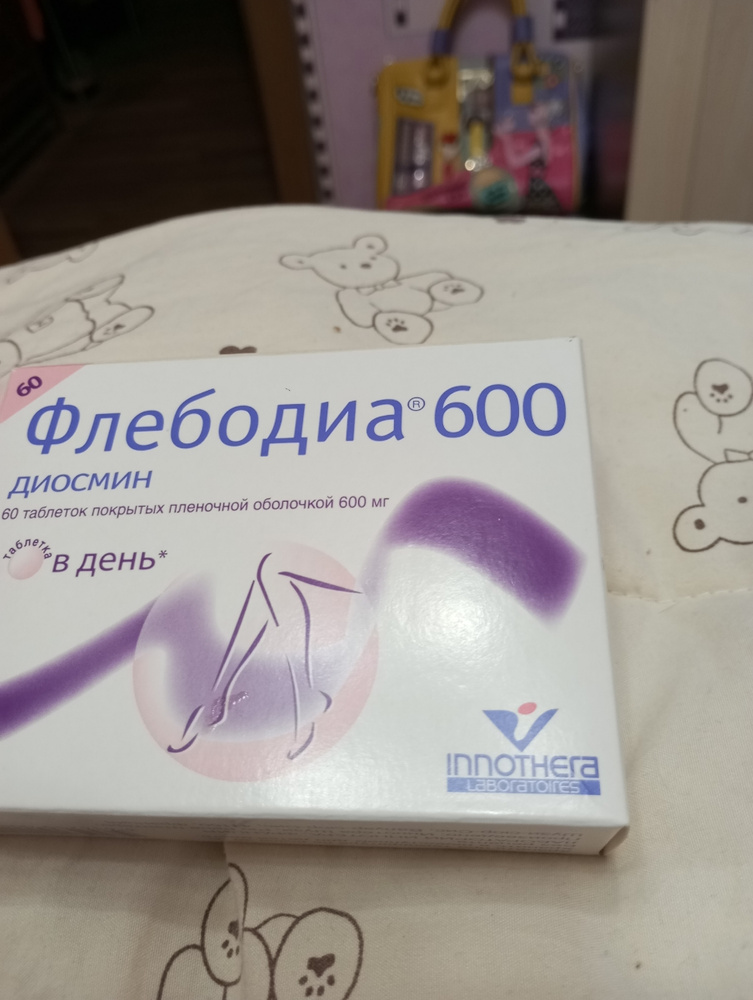 60
Флебодиа® 600
диосмин
60 таблеток покрытых пленочной оболочкой 600 мг
таблетка
в день*
INNOTHERA
LABORATOIRES